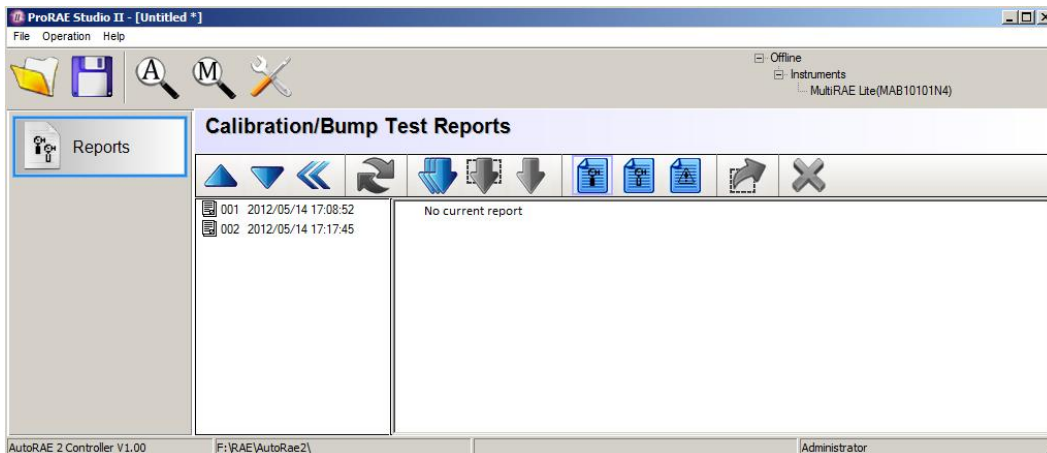 ProRAE Studio II - [Untitled *]
File Operation Help
A
M
Offline
Instruments
MultiRAE Lite(MAB10101N4)
Reports
Calibration/Bump Test Reports
001 2012/05/14 17:08:52
002 2012/05/14 17:17:45
No current report
AutoRAE 2 Controller V1.00
F:\RAE\AutoRae2\
Administrator